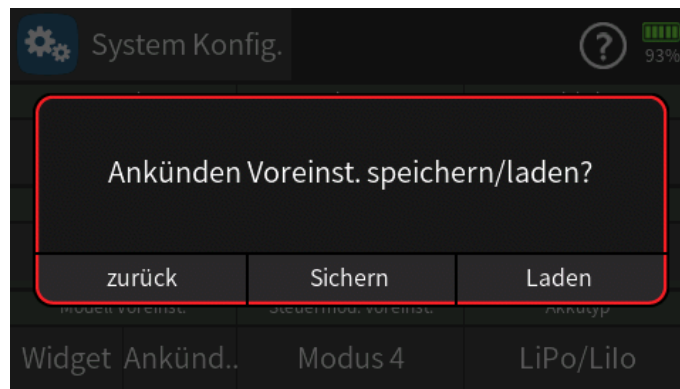 System Konfig.
93%
Ankünden Voreinst. speichern/laden?
zurück Sichern Laden
Modell Voreinst. Steuermod. Voreinst. Akkutyp
Widget Ankünd.. Modus 4 LiPo/LiIo